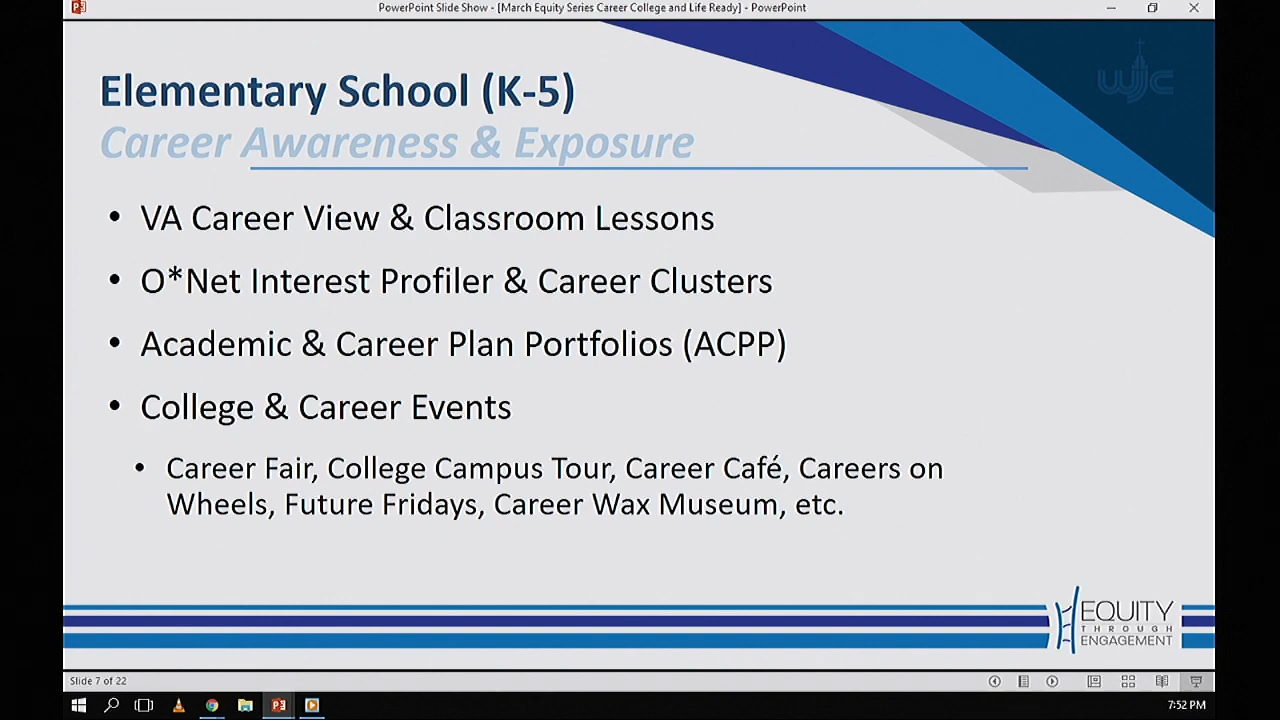 PowerPoint Slide Show - [March Equity Series Career College and Life Ready] - PowerPoint
Elementary School (K-5)
WJC
Career Awareness & Exposure
• VA Career View & Classroom Lessons
• O*Net Interest Profiler & Career Clusters
• Academic & Career Plan Portfolios (ACPP)
• College & Career Events
• Career Fair, College Campus Tour, Career Café, Careers on
Wheels, Future Fridays, Career Wax Museum, etc.
EQUITY
THROUGH
ENGAGEMENT
Slide 7 of 22
7:52 PM